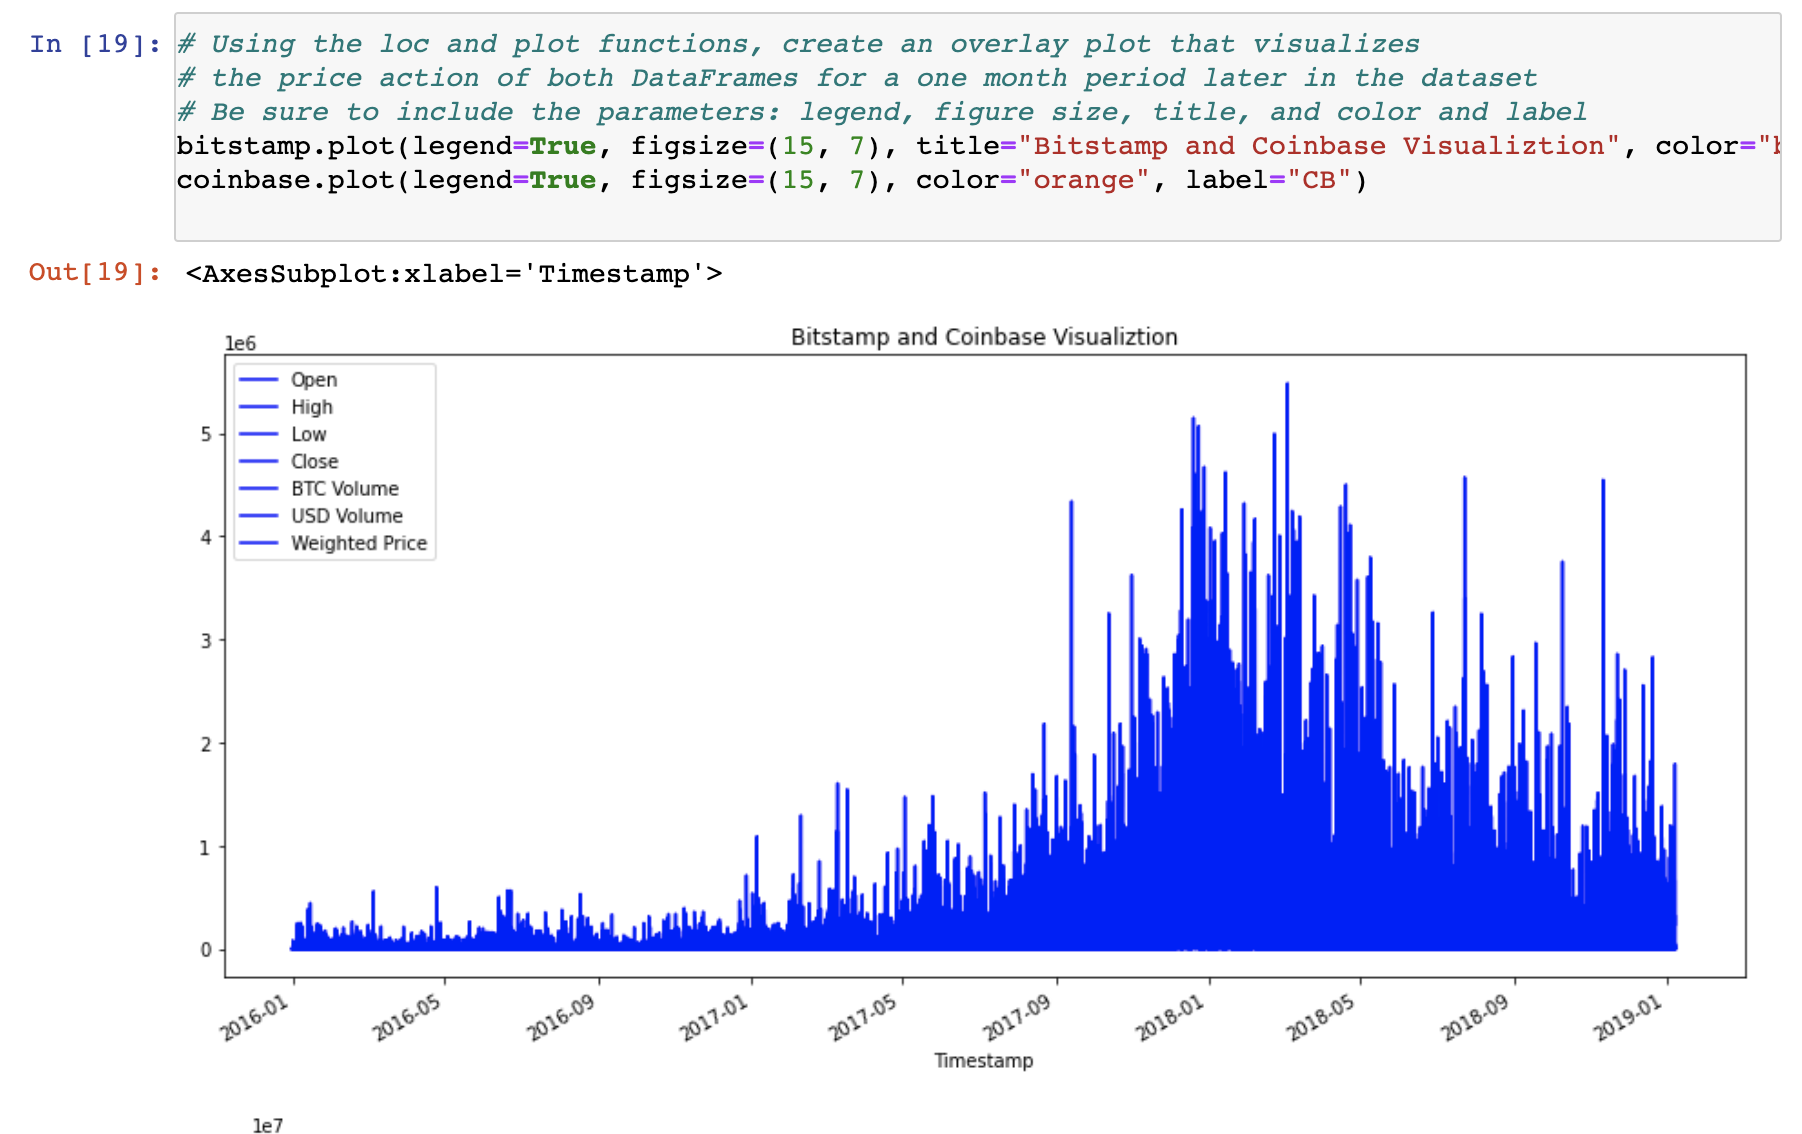 In [19]: # Using the loc and plot functions, create an overlay plot that visualizes
# the price action of both DataFrames for a one month period later in the dataset
# Be sure to include the parameters: legend, figure size, title, and color and label
bitstamp.plot(legend=True, figsize=(15, 7), title="Bitstamp and Coinbase Visualiztion", color="b
coinbase.plot(legend=True, figsize=(15, 7), color="orange", label="CB")
Out[19]: <AxesSubplot:xlabel='Timestamp'>
Bitstamp and Coinbase Visualiztion
1e6
Open
High
Low
Close
BTC Volume
USD Volume
Weighted Price
5
4
3
2
1
0
2016-01 2016-05 2016-09 2017-01 2017-05 2017-09 2018-01 2018-05 2018-09 2019-01
Timestamp
1e7